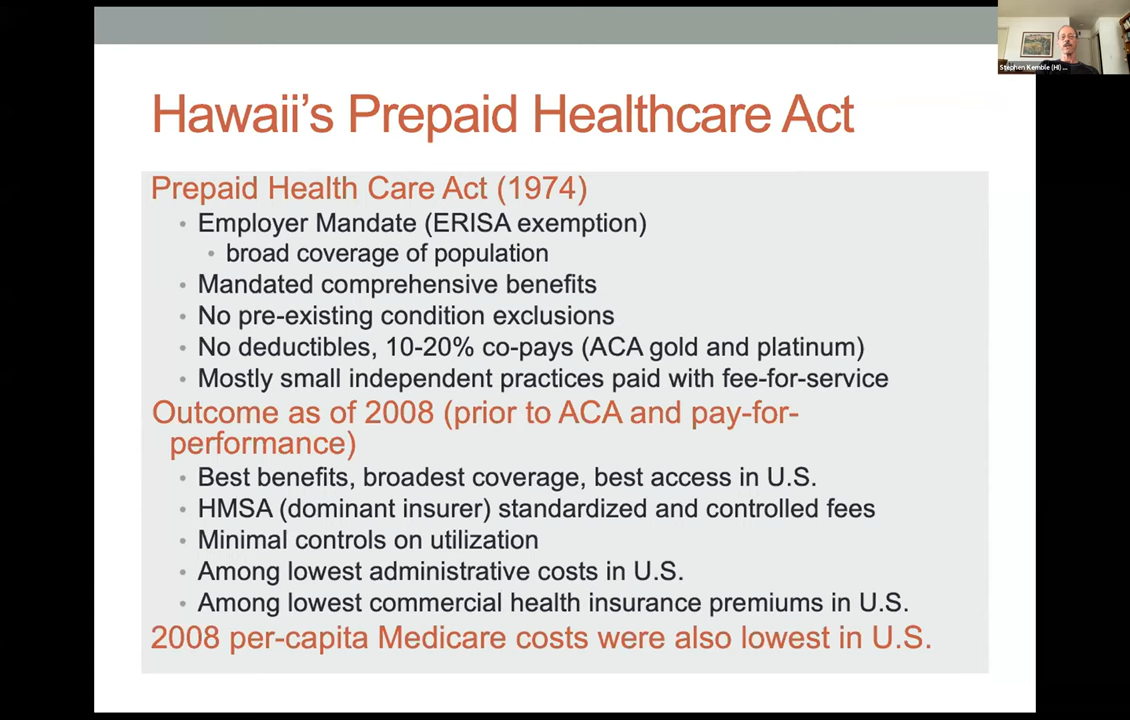 Stephen Kemble (HI) ...
Hawaii's Prepaid Healthcare Act
Prepaid Health Care Act (1974)
• Employer Mandate (ERISA exemption)
• broad coverage of population
• Mandated comprehensive benefits
• No pre-existing condition exclusions
• No deductibles, 10-20% co-pays (ACA gold and platinum)
• Mostly small independent practices paid with fee-for-service
Outcome as of 2008 (prior to ACA and pay-for-
performance)
• Best benefits, broadest coverage, best access in U.S.
• HMSA (dominant insurer) standardized and controlled fees
• Minimal controls on utilization
• Among lowest administrative costs in U.S.
• Among lowest commercial health insurance premiums in U.S.
2008 per-capita Medicare costs were also lowest in U.S.